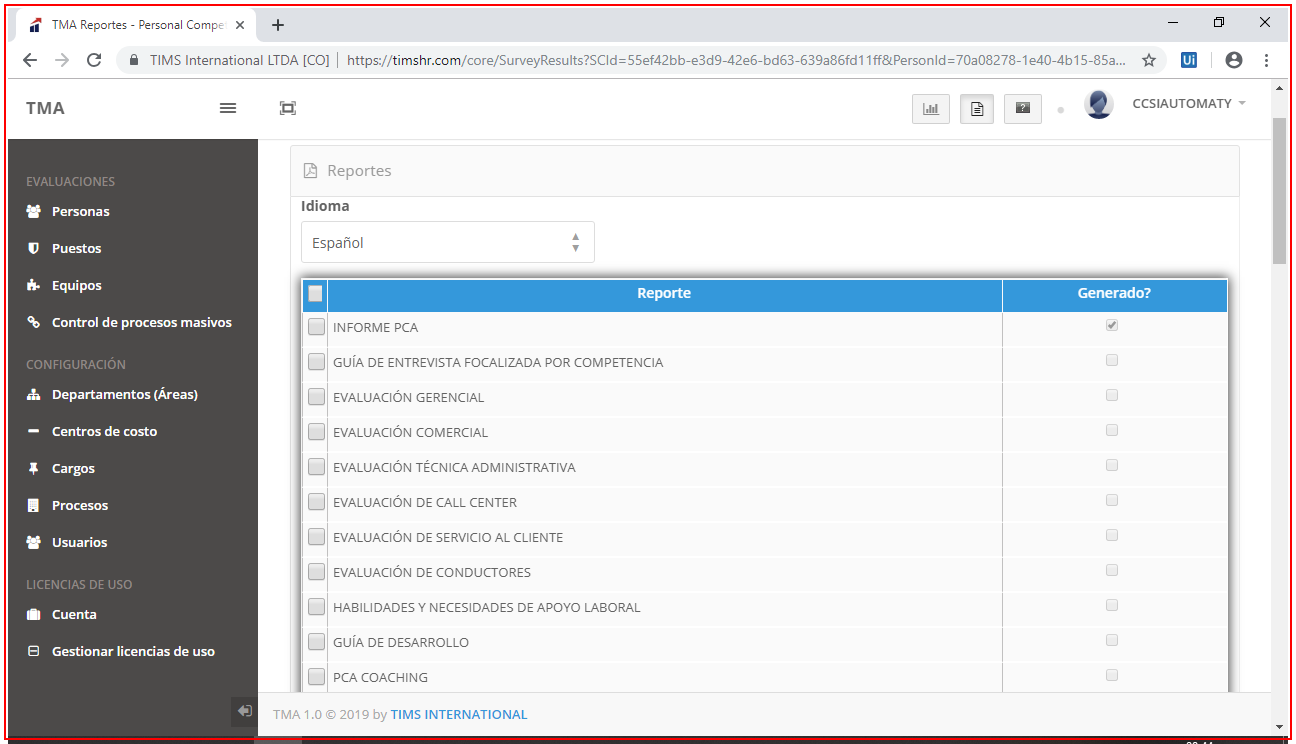 TMA Reportes - Personal Compe
TIMS International LTDA [CO] | https://timshr.com/core/SurveyResults?SCId=55ef42bb-e3d9-42e6-bd63-639a86fd11ff&PersonId=70a08278-1e40-4b15-85a...
Ui
TMA
CCSIAUTOMATY
EVALUACIONES
Personas
Puestos
Equipos
Control de procesos masivos
CONFIGURACIÓN
Departamentos (Áreas)
Centros de costo
Cargos
Procesos
Usuarios
LICENCIAS DE USO
Cuenta
Gestionar licencias de uso
Reportes
Idioma
Español
Reporte Generado?
INFORME PCA
GUÍA DE ENTREVISTA FOCALIZADA POR COMPETENCIA
EVALUACIÓN GERENCIAL
EVALUACIÓN COMERCIAL
EVALUACIÓN TÉCNICA ADMINISTRATIVA
EVALUACIÓN DE CALL CENTER
EVALUACIÓN DE SERVICIO AL CLIENTE
EVALUACIÓN DE CONDUCTORES
HABILIDADES Y NECESIDADES DE APOYO LABORAL
GUÍA DE DESARROLLO
PCA COACHING
TMA 1.0 © 2019 by TIMS INTERNATIONAL